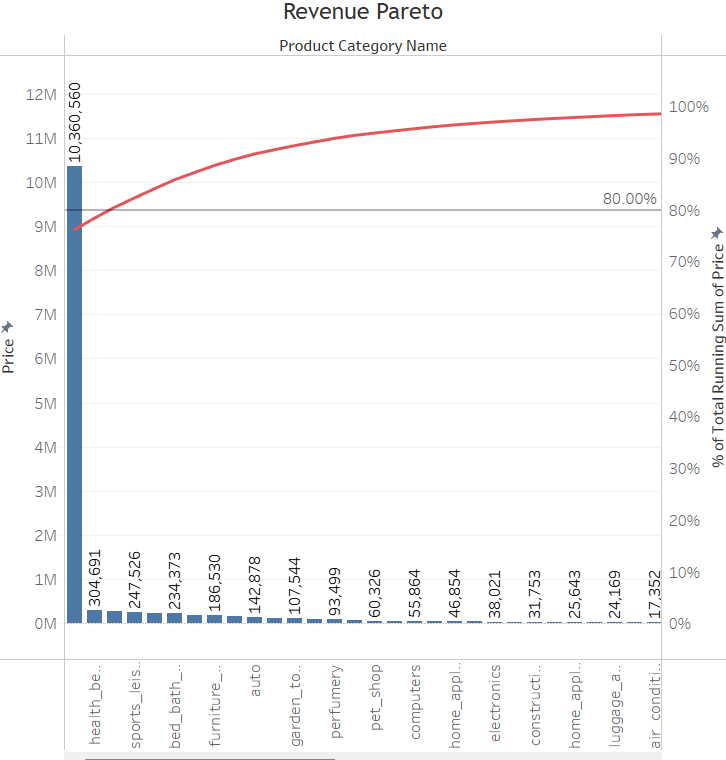 Revenue Pareto
Product Category Name
12M
11M
10M
9M
8M
7M
6M
5M
4M
3M
2M
1M
0M
Price
10,360,560
304,691
247,526
234,373
186,530
142,878
107,544
93,499
60,326
55,864
46,854
38,021
31,753
25,643
24,169
17,352
80.00%
100%
90%
80%
70%
60%
50%
40%
30%
20%
10%
0%
% of Total Running Sum of Price
health_be..
sports_leis..
bed_bath_..
furniture_..
auto
garden_to..
perfumery
pet_shop
computers
home_appl..
electronics
constructi..
home_appl..
luggage_a..
air_conditi..